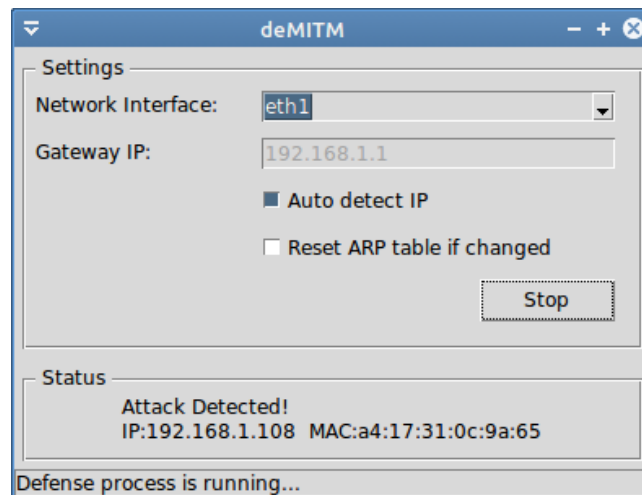 deMITM
Settings
Network Interface: eth1
Gateway IP: 192.168.1.1
Auto detect IP
Reset ARP table if changed
Stop
Status
Attack Detected!
IP:192.168.1.108 MAC:a4:17:31:0c:9a:65
Defense process is running...